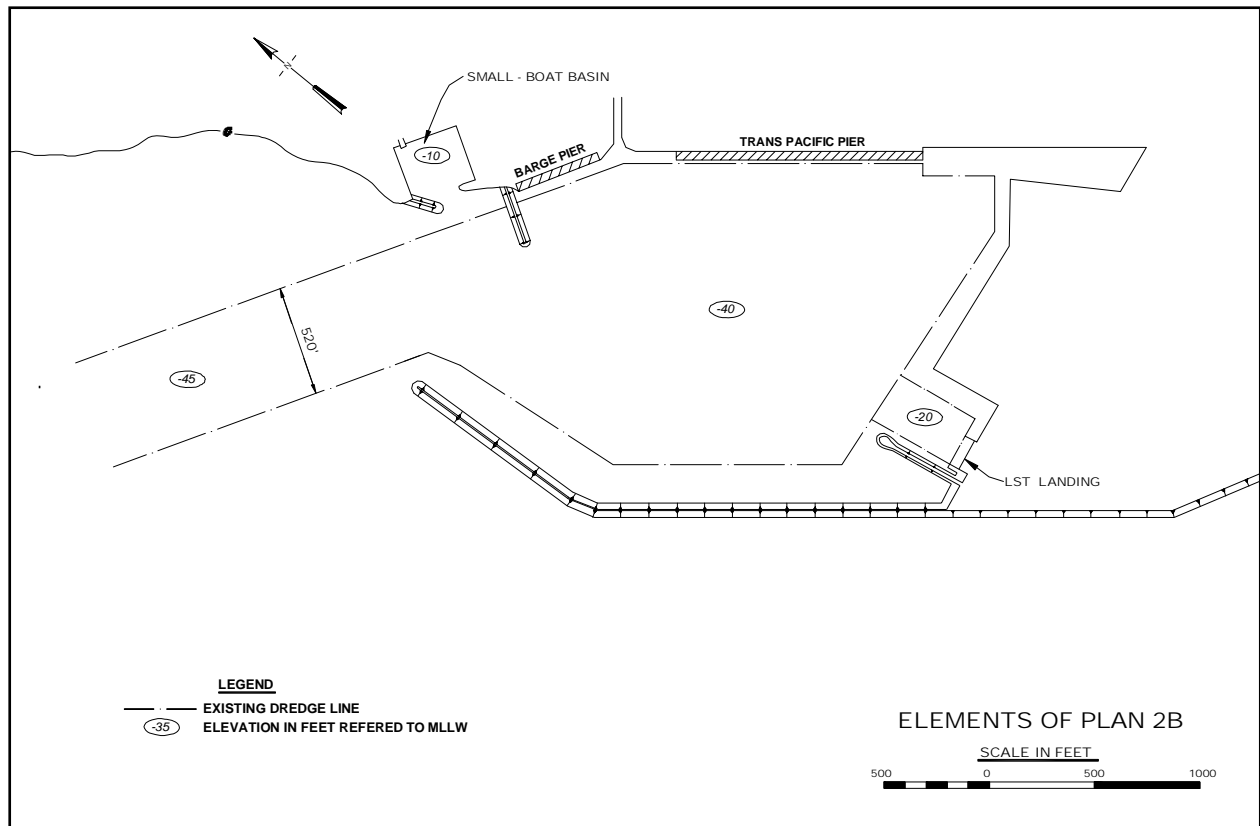 N
SMALL - BOAT BASIN
-10
BARGE PIER
TRANS PACIFIC PIER
-40
520'
-45
-20
LST LANDING
LEGEND
EXISTING DREDGE LINE
-35 ELEVATION IN FEET REFERED TO MLLW
ELEMENTS OF PLAN 2B
SCALE IN FEET
500 0 500 1000